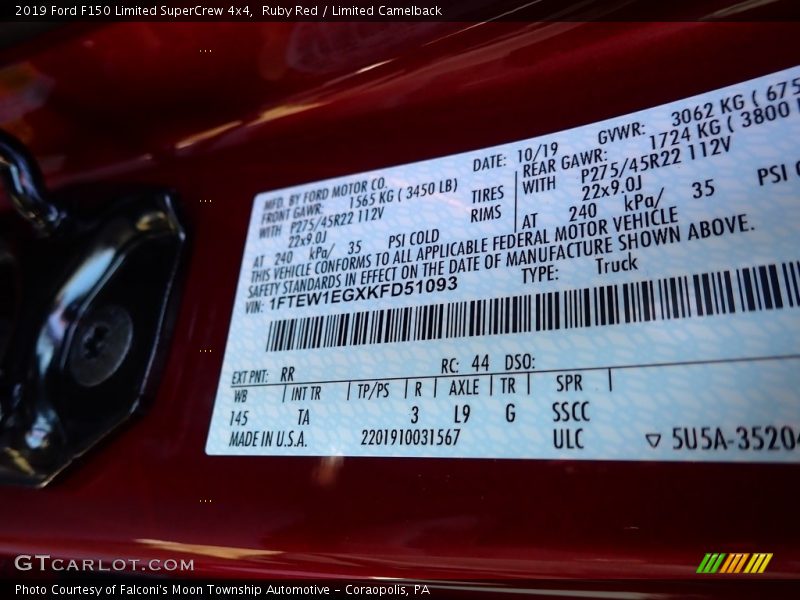 2019 Ford F150 Limited SuperCrew 4x4,  Ruby Red / Limited Camelback
MFD. BY FORD MOTOR CO.
DATE: 10/19
GVWR: 3062 KG ( 675
FRONT GAWR: 1565 KG ( 3450 LB)
REAR GAWR: 1724 KG ( 3800
WITH P275/45R22 112V
TIRES
WITH P275/45R22 112V
22x9.0J
RIMS
22x9.0J
AT 240 kPa/ 35 PSI COLD
AT 240 kPa/ 35 PSI C
THIS VEHICLE CONFORMS TO ALL APPLICABLE FEDERAL MOTOR VEHICLE
SAFETY STANDARDS IN EFFECT ON THE DATE OF MANUFACTURE SHOWN ABOVE.
VIN: 1FTEW1EGXKFD51093
TYPE: Truck
EXT PNT: RR
RC: 44 DSO:
WB INT TR TP/PS R AXLE TR SPR
145 TA 3 L9 G SSCC
MADE IN U.S.A. 2201910031567 ULC ▽ 5U5A-35204
GTCARLOT.COM
Photo Courtesy of Falconi's Moon Township Automotive - Coraopolis, PA